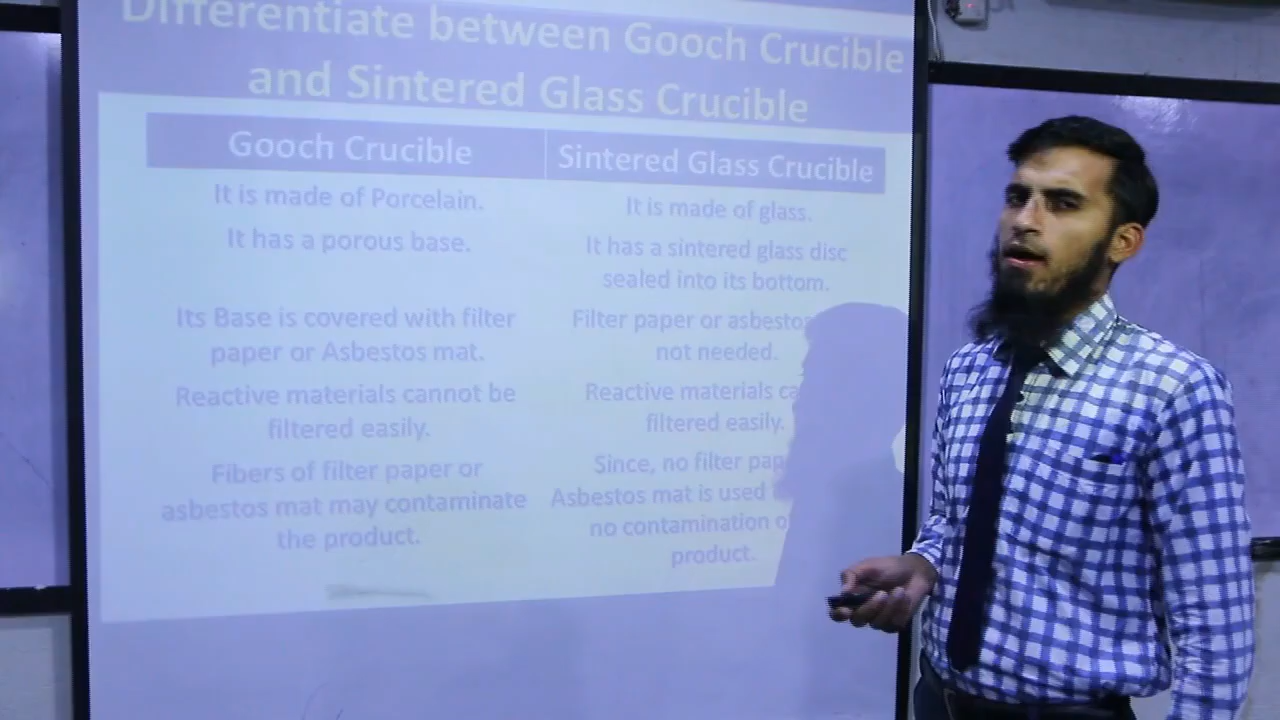 Differentiate between Gooch Crucible
and Sintered Glass Crucible
Gooch Crucible
Sintered Glass Crucible
It is made of Porcelain.
It is made of glass.
It has a porous base.
It has a sintered glass disc
sealed into its bottom.
Its Base is covered with filter
paper or Asbestos mat.
Filter paper or asbestos
not needed.
Reactive materials cannot be
filtered easily.
Reactive materials
filtered easily.
Fibers of filter paper or
asbestos mat may contaminate
the product.
Since, no filter
Asbestos mat is used
no contamination
product.